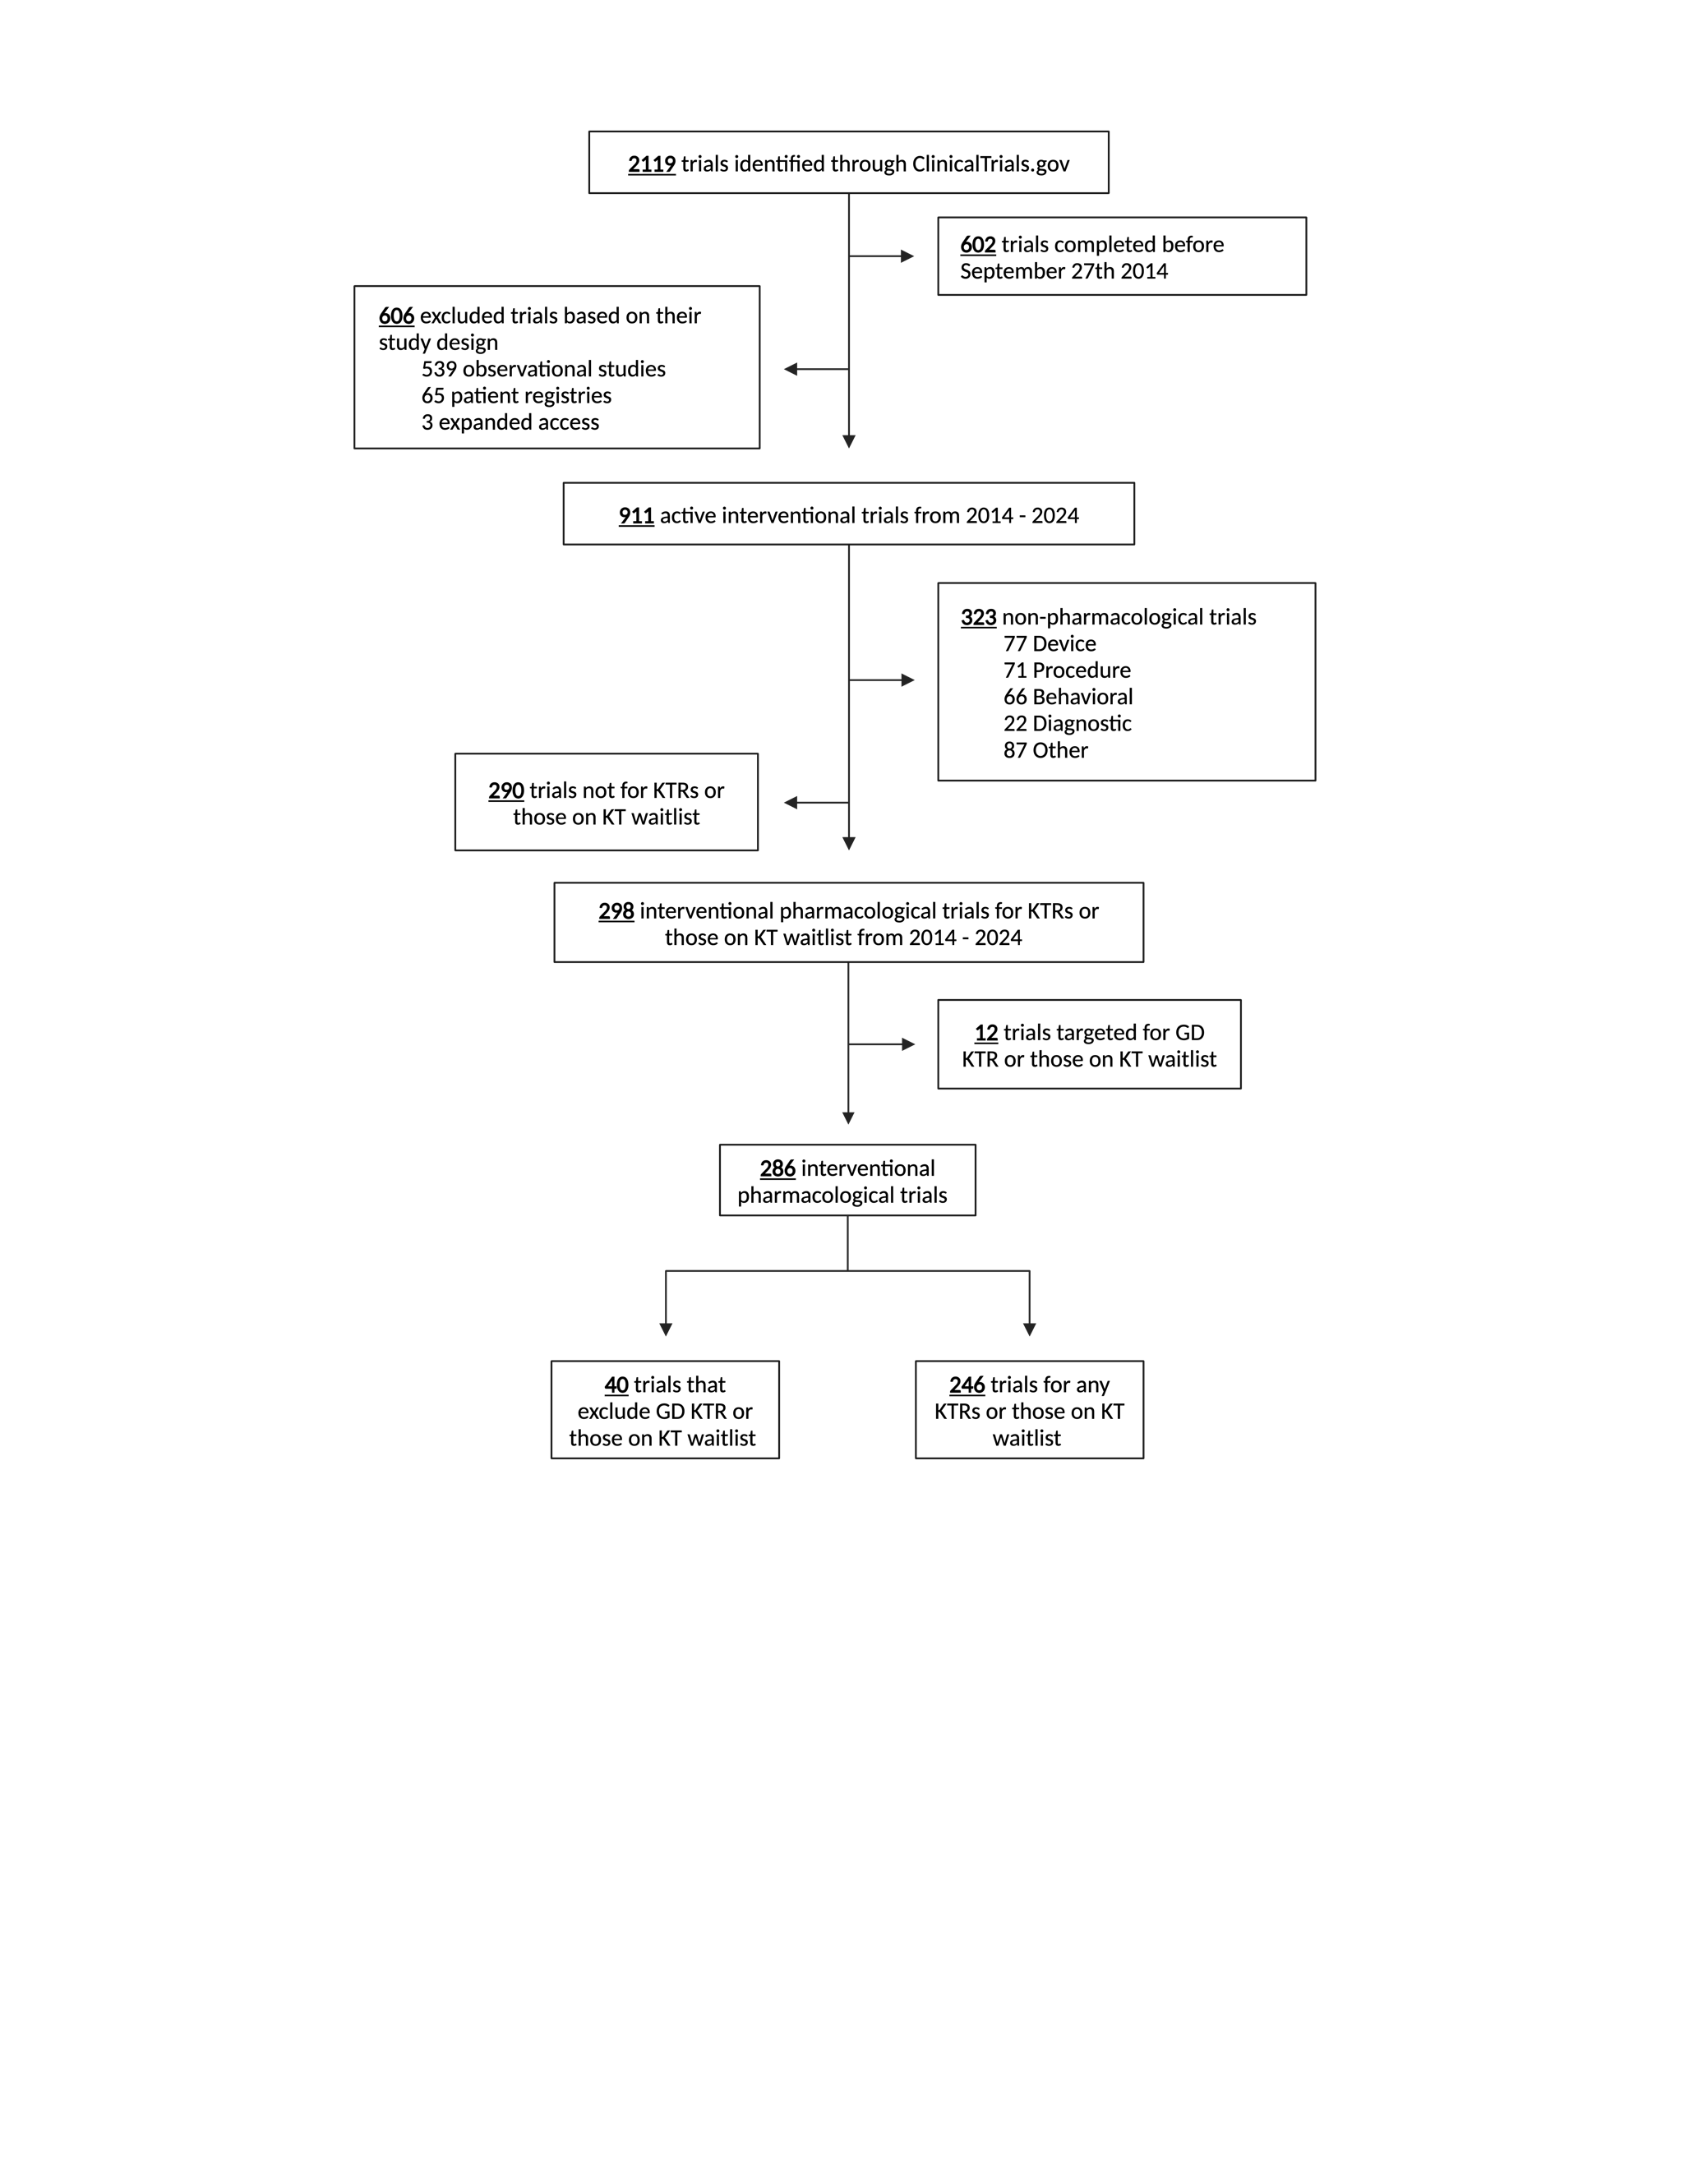 2119 trials identified through ClinicalTrials.gov
602 trials completed before
September 27th 2014
606 excluded trials based on their
study design
539 observational studies
65 patient registries
3 expanded access
911 active interventional trials from 2014 - 2024
323 non-pharmacological trials
77 Device
71 Procedure
66 Behavioral
22 Diagnostic
87 Other
290 trials not for KTRs or
those on KT waitlist
298 interventional pharmacological trials for KTRs or
those on KT waitlist from 2014 - 2024
12 trials targeted for GD
KTR or those on KT waitlist
286 interventional
pharmacological trials
40 trials that
exclude GD KTR or
those on KT waitlist
246 trials for any
KTRs or those on KT
waitlist